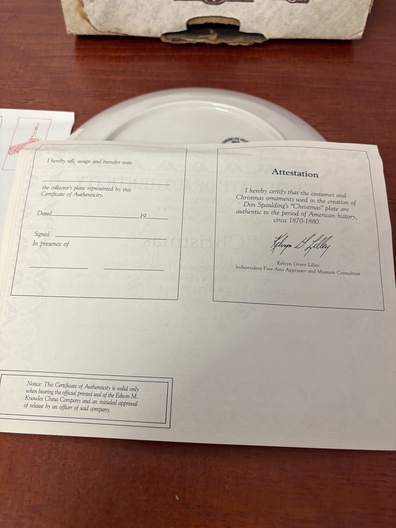 I hereby sell, assign and transfer unto
the collector's plate represented by this
Certificate of Authenticity.
Dated 19
Signed
In presence of
Attestation
I hereby certify that the costumes and
Christmas ornaments used in the creation of
Don Spaulding's "Christmas" plate are
authentic to the period of American history,
circa 1870-1880.
Kelven Grant Lilley
Independent Fine Arts Appraiser and Museum Consultant
Notice: This Certificate of Authenticity is valid only
when bearing the official printed seal of the Edwin M.
Knowles China Company and an initialed approval
of release by an officer of said company.